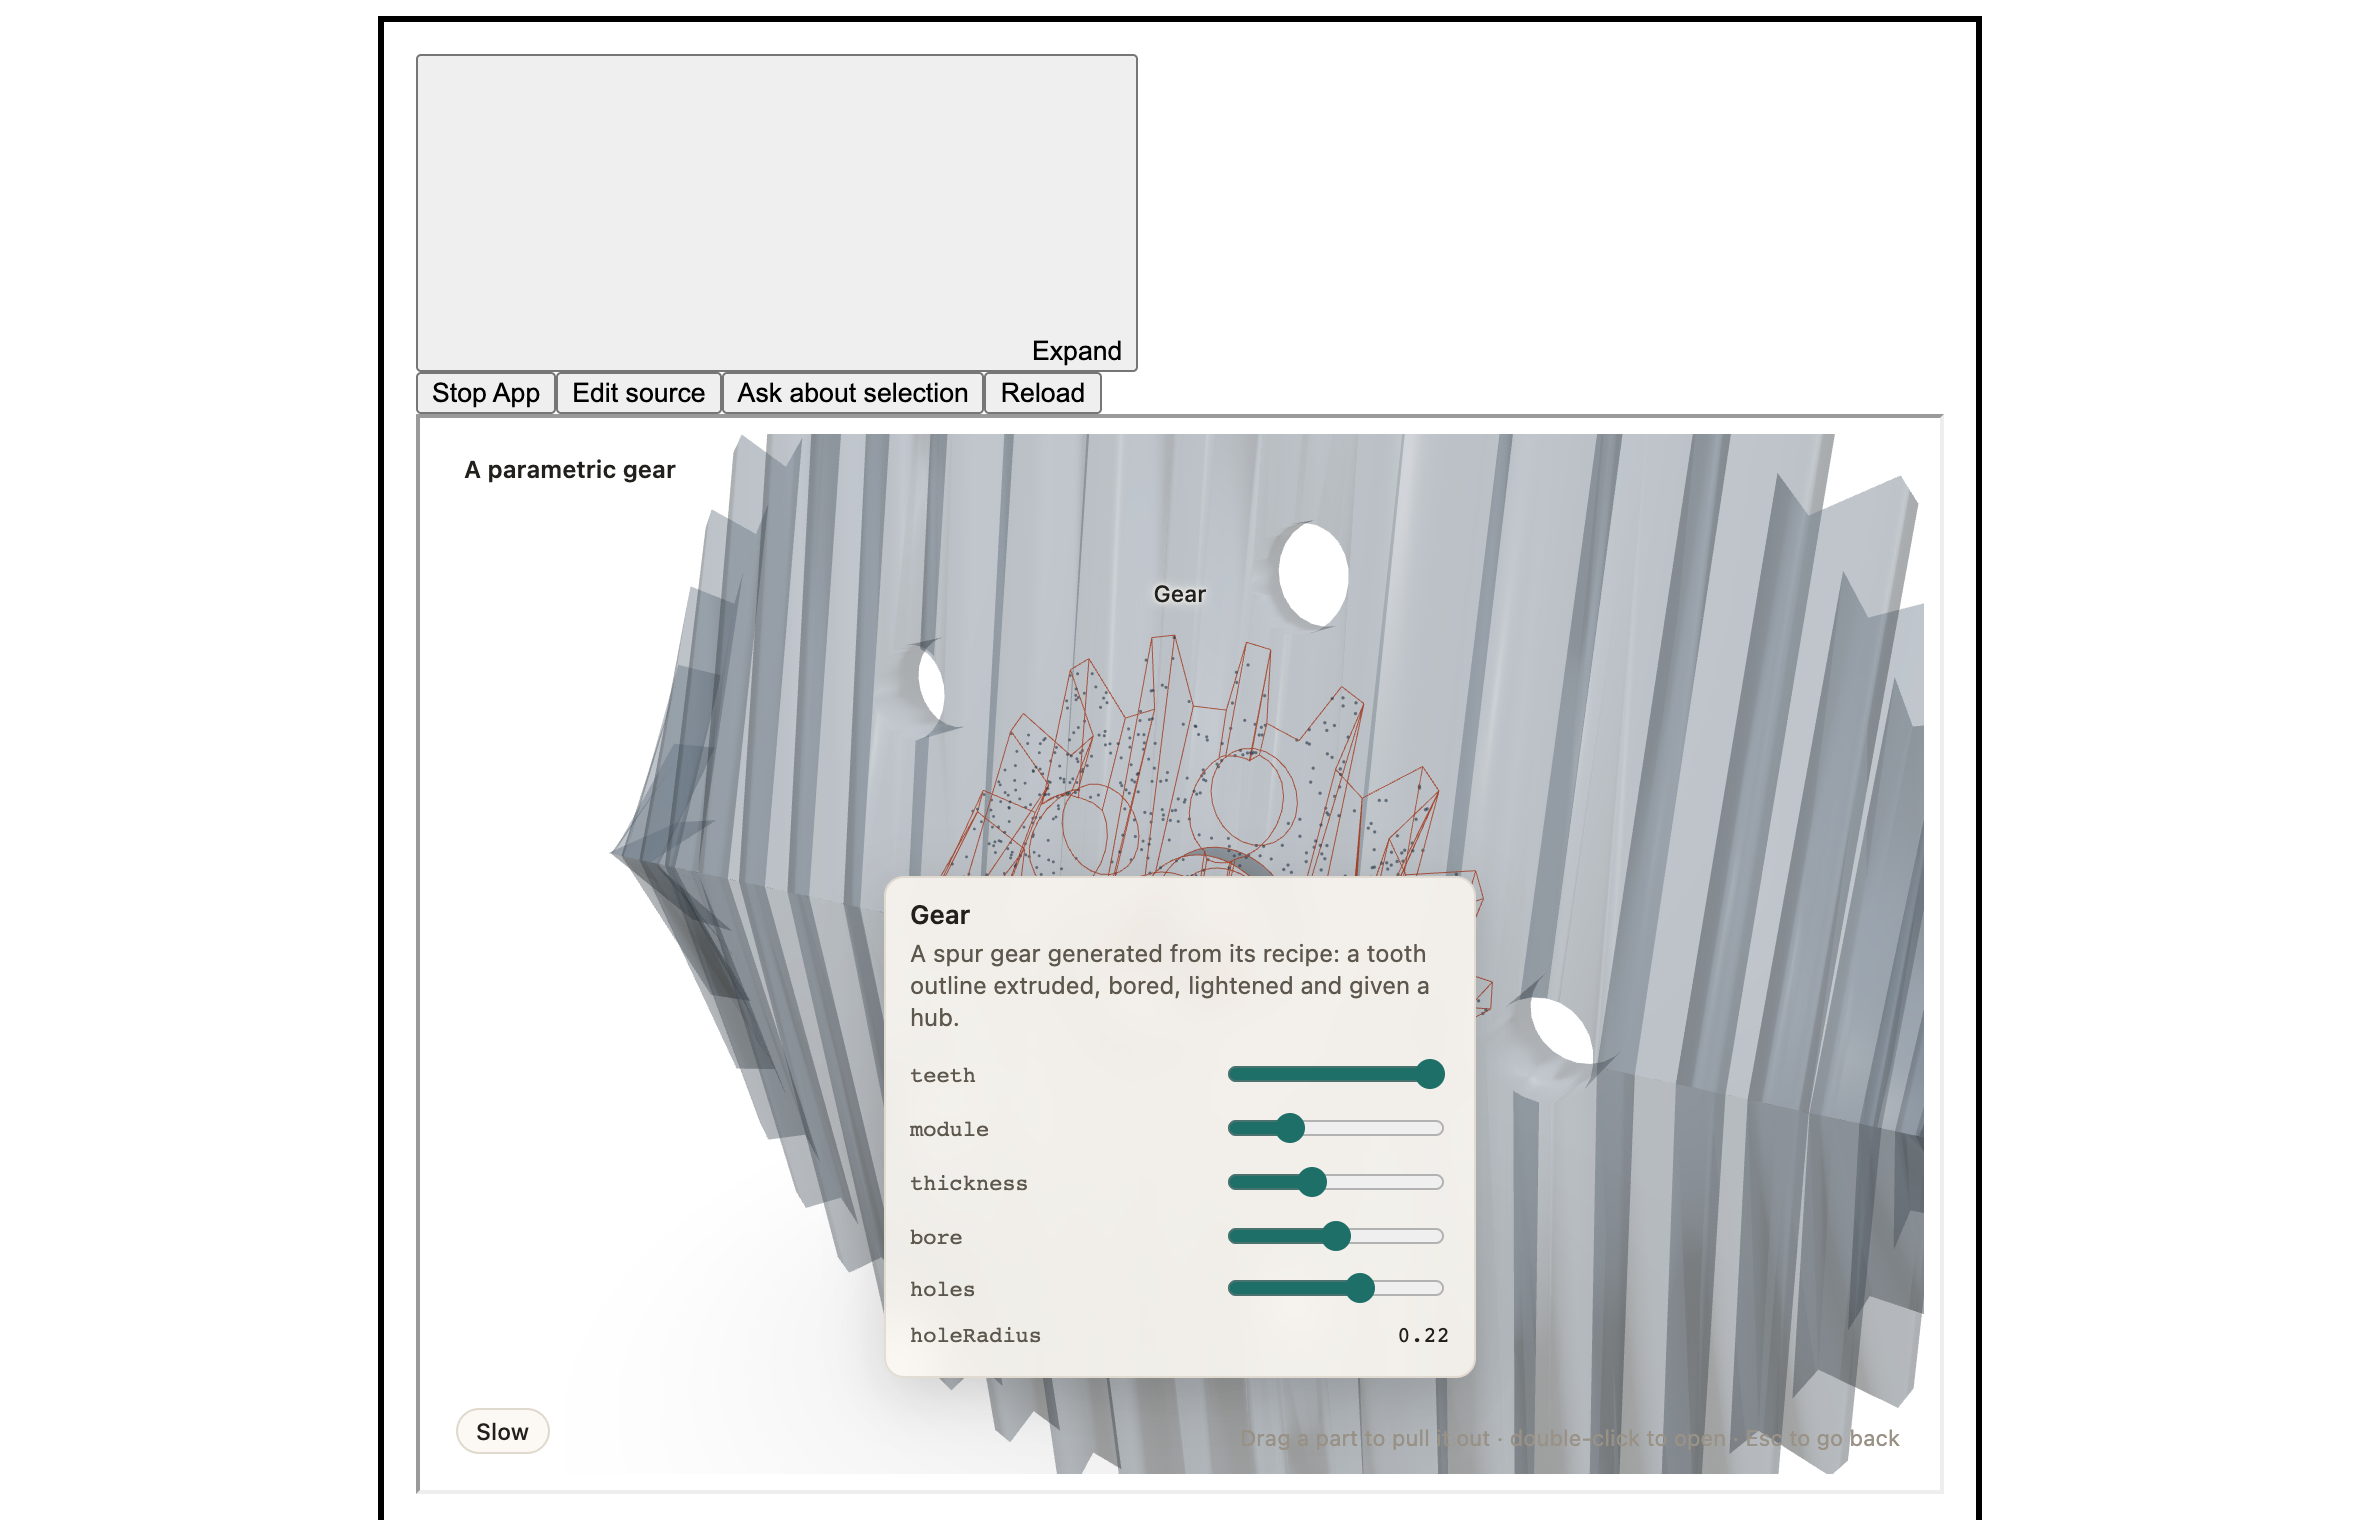 Expand
Stop App
Edit source
Ask about selection
Reload
A parametric gear
Gear
Gear
A spur gear generated from its recipe: a tooth
outline extruded, bored, lightened and given a
hub.
teeth
module
thickness
bore
holes
holeRadius 0.22
Slow
Drag a part to pull it out · double-click to open · Esc to go back